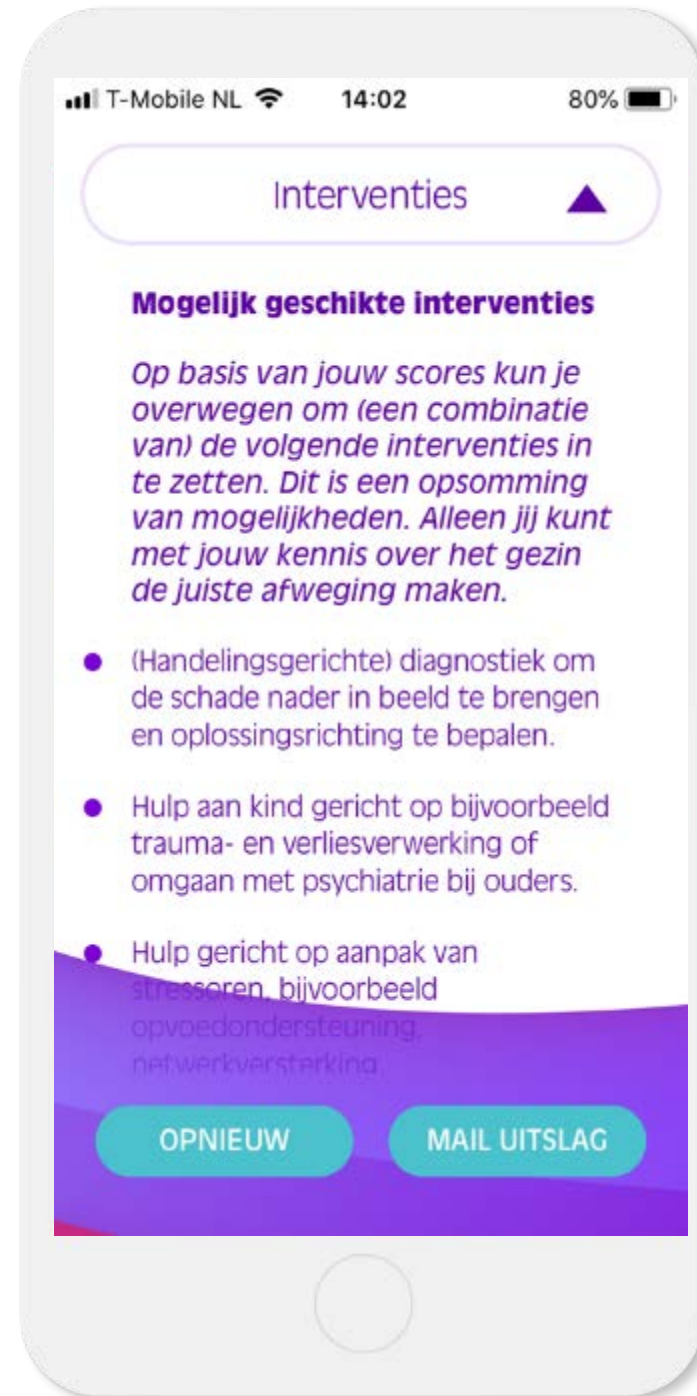 T-Mobile NL 14:02 80%
Interventies
Mogelijk geschikte interventies
Op basis van jouw scores kun je
overwegen om (een combinatie
van) de volgende interventies in
te zetten. Dit is een opsomming
van mogelijkheden. Alleen jij kunt
met jouw kennis over het gezin
de juiste afweging maken.
(Handelingsgerichte) diagnostiek om
de schade nader in beeld te brengen
en oplossingsrichting te bepalen.
Hulp aan kind gericht op bijvoorbeeld
trauma- en verliesverwerking of
omgaan met psychiatrie bij ouders.
Hulp gericht op aanpak van
stressoren, bijvoorbeeld
opvoedondersteuning,
netwerkversterking
OPNIEUW MAIL UITSLAG